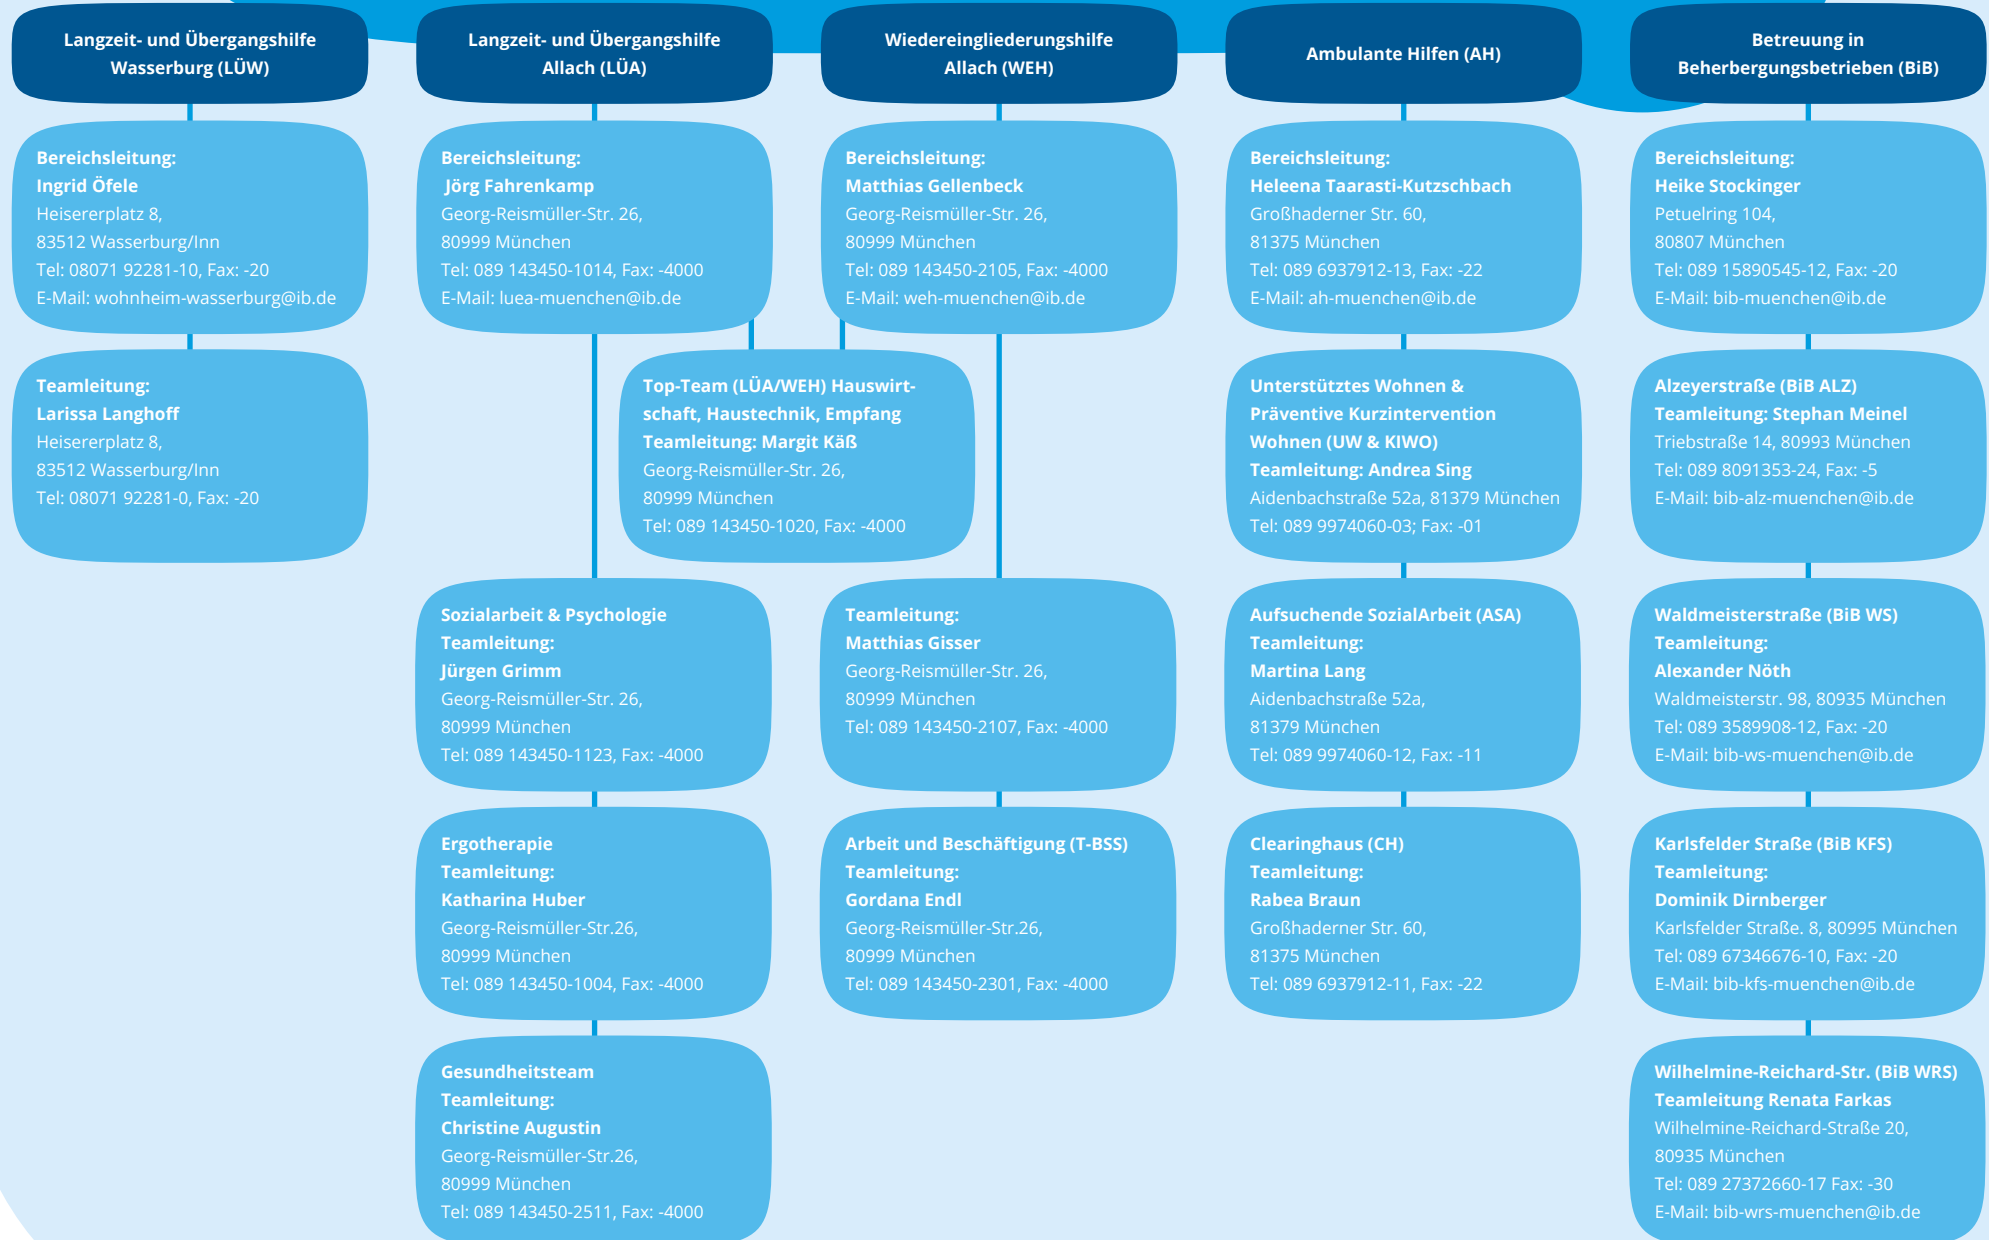 Langzeit- und Übergangshilfe
Wasserburg (LÜW)
Bereichsleitung:
Ingrid Öfele
Heisererplatz 8,
83512 Wasserburg/Inn
Tel: 08071 92281-10, Fax: -20
E-Mail: wohnheim-wasserburg@ib.de
Teamleitung:
Larissa Langhoff
Heisererplatz 8,
83512 Wasserburg/Inn
Tel: 08071 92281-0, Fax: -20
Langzeit- und Übergangshilfe
Allach (LÜA)
Bereichsleitung:
Jörg Fahrenkamp
Georg-Reismüller-Str. 26,
80999 München
Tel: 089 143450-1014, Fax: -4000
E-Mail: luea-muenchen@ib.de
Wiedereingliederungshilfe
Allach (WEH)
Bereichsleitung:
Matthias Gellenbeck
Georg-Reismüller-Str. 26,
80999 München
Tel: 089 143450-2105, Fax: -4000
E-Mail: weh-muenchen@ib.de
Top-Team (LÜA/WEH) Hauswirt-
schaft, Haustechnik, Empfang
Teamleitung: Margit Käß
Georg-Reismüller-Str. 26,
80999 München
Tel: 089 143450-1020, Fax: -4000
Sozialarbeit & Psychologie
Teamleitung:
Jürgen Grimm
Georg-Reismüller-Str. 26,
80999 München
Tel: 089 143450-1123, Fax: -4000
Ergotherapie
Teamleitung:
Katharina Huber
Georg-Reismüller-Str.26,
80999 München
Tel: 089 143450-1004, Fax: -4000
Gesundheitsteam
Teamleitung:
Christine Augustin
Georg-Reismüller-Str.26,
80999 München
Tel: 089 143450-2511, Fax: -4000
Teamleitung:
Matthias Gisser
Georg-Reismüller-Str. 26,
80999 München
Tel: 089 143450-2107, Fax: -4000
Arbeit und Beschäftigung (T-BSS)
Teamleitung:
Gordana Endl
Georg-Reismüller-Str.26,
80999 München
Tel: 089 143450-2301, Fax: -4000
Ambulante Hilfen (AH)
Bereichsleitung:
Heleena Taarasti-Kutzschbach
Großhaderner Str. 60,
81375 München
Tel: 089 6937912-13, Fax: -22
E-Mail: ah-muenchen@ib.de
Unterstütztes Wohnen &
Präventive Kurzintervention
Wohnen (UW & KIWO)
Teamleitung: Andrea Sing
Aidenbachstraße 52a, 81379 München
Tel: 089 9974060-03; Fax: -01
Aufsuchende SozialArbeit (ASA)
Teamleitung:
Martina Lang
Aidenbachstraße 52a,
81379 München
Tel: 089 9974060-12, Fax: -11
Clearinghaus (CH)
Teamleitung:
Rabea Braun
Großhaderner Str. 60,
81375 München
Tel: 089 6937912-11, Fax: -22
Betreuung in
Beherbergungsbetrieben (BiB)
Bereichsleitung:
Heike Stockinger
Petuelring 104,
80807 München
Tel: 089 15890545-12, Fax: -20
E-Mail: bib-muenchen@ib.de
Alzeyerstraße (BiB ALZ)
Teamleitung: Stephan Meinel
Triebstraße 14, 80993 München
Tel: 089 8091353-24, Fax: -5
E-Mail: bib-alz-muenchen@ib.de
Waldmeisterstraße (BiB WS)
Teamleitung:
Alexander Nöth
Waldmeisterstr. 98, 80935 München
Tel: 089 3589908-12, Fax: -20
E-Mail: bib-ws-muenchen@ib.de
Karlsfelder Straße (BiB KFS)
Teamleitung:
Dominik Dirnberger
Karlsfelder Straße. 8, 80995 München
Tel: 089 67346676-10, Fax: -20
E-Mail: bib-kfs-muenchen@ib.de
Wilhelmine-Reichard-Str. (BiB WRS)
Teamleitung Renata Farkas
Wilhelmine-Reichard-Straße 20,
80935 München
Tel: 089 27372660-17 Fax: -30
E-Mail: bib-wrs-muenchen@ib.de